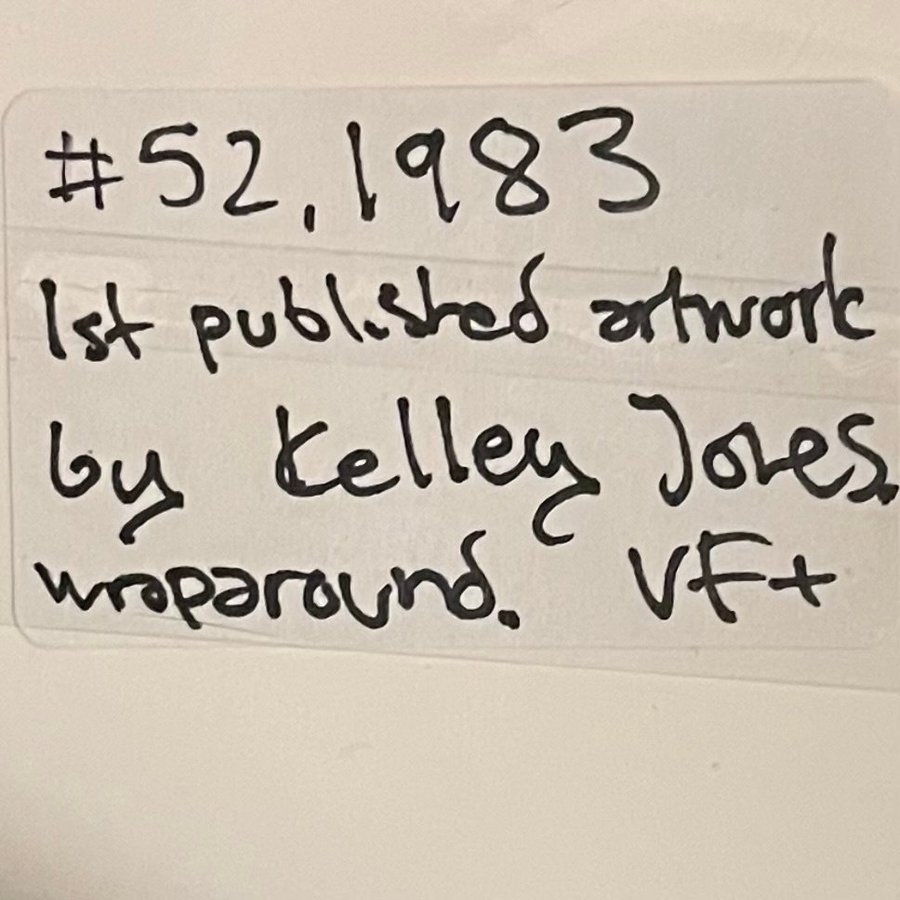 #52, 1983
1st published artwork
by Kelley Jones.
wraparound. VF+